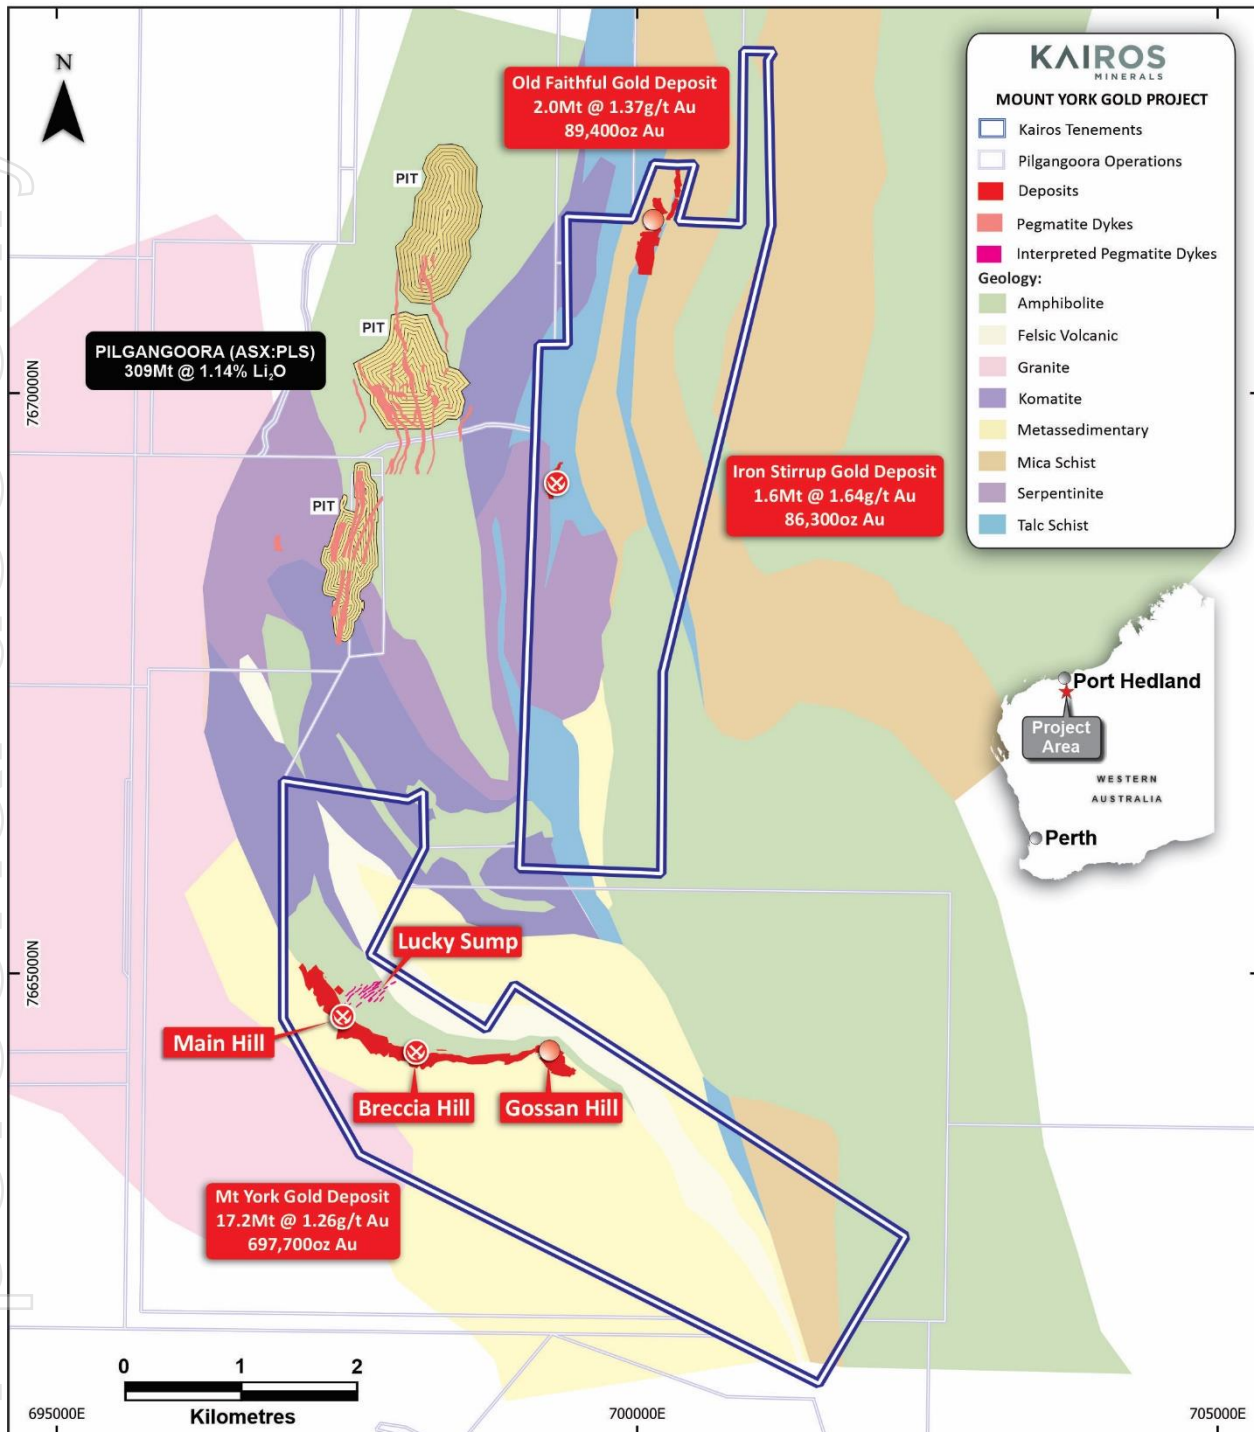 N
Old Faithful Gold Deposit
2.0Mt @ 1.37g/t Au
89,400oz Au
KAIROS
MINERALS
MOUNT YORK GOLD PROJECT
Kairos Tenements
Pilgangoora Operations
Deposits
Pegmatite Dykes
Interpreted Pegmatite Dykes
Geology:
Amphibolite
Felsic Volcanic
Granite
Komatite
Metassedimentary
Mica Schist
Serpentinite
Talc Schist
PIT
PIT
PILGANGOORA (ASX:PLS)
309Mt @ 1.14% Li₂O
7670000N
Iron Stirrup Gold Deposit
1.6Mt @ 1.64g/t Au
86,300oz Au
PIT
Port Hedland
Project
Area
WESTERN
AUSTRALIA
Perth
7665000N
Lucky Sump
Main Hill
Breccia Hill
Gossan Hill
Mt York Gold Deposit
17.2Mt @ 1.26g/t Au
697,700oz Au
0 1 2
Kilometres
695000E
700000E
705000E